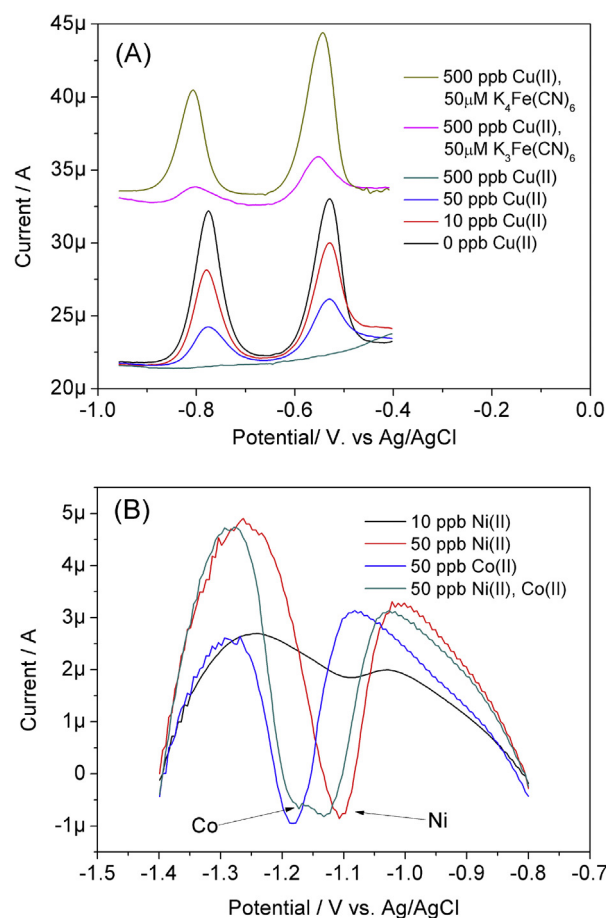 (A)
45μ
40μ
35μ
30μ
25μ
20μ
Current / A
500 ppb Cu(II),
50μM K₄Fe(CN)₆
500 ppb Cu(II),
50μM K₃Fe(CN)₆
500 ppb Cu(II)
50 ppb Cu(II)
10 ppb Cu(II)
0 ppb Cu(II)
-1.0 -0.8 -0.6 -0.4 -0.2 0.0
Potential/ V. vs Ag/AgCl
(B)
5μ
4μ
3μ
2μ
1μ
0
-1μ
Current / A
10 ppb Ni(II)
50 ppb Ni(II)
50 ppb Co(II)
50 ppb Ni(II), Co(II)
Co
Ni
-1.5 -1.4 -1.3 -1.2 -1.1 -1.0 -0.9 -0.8 -0.7
Potential / V vs. Ag/AgCl